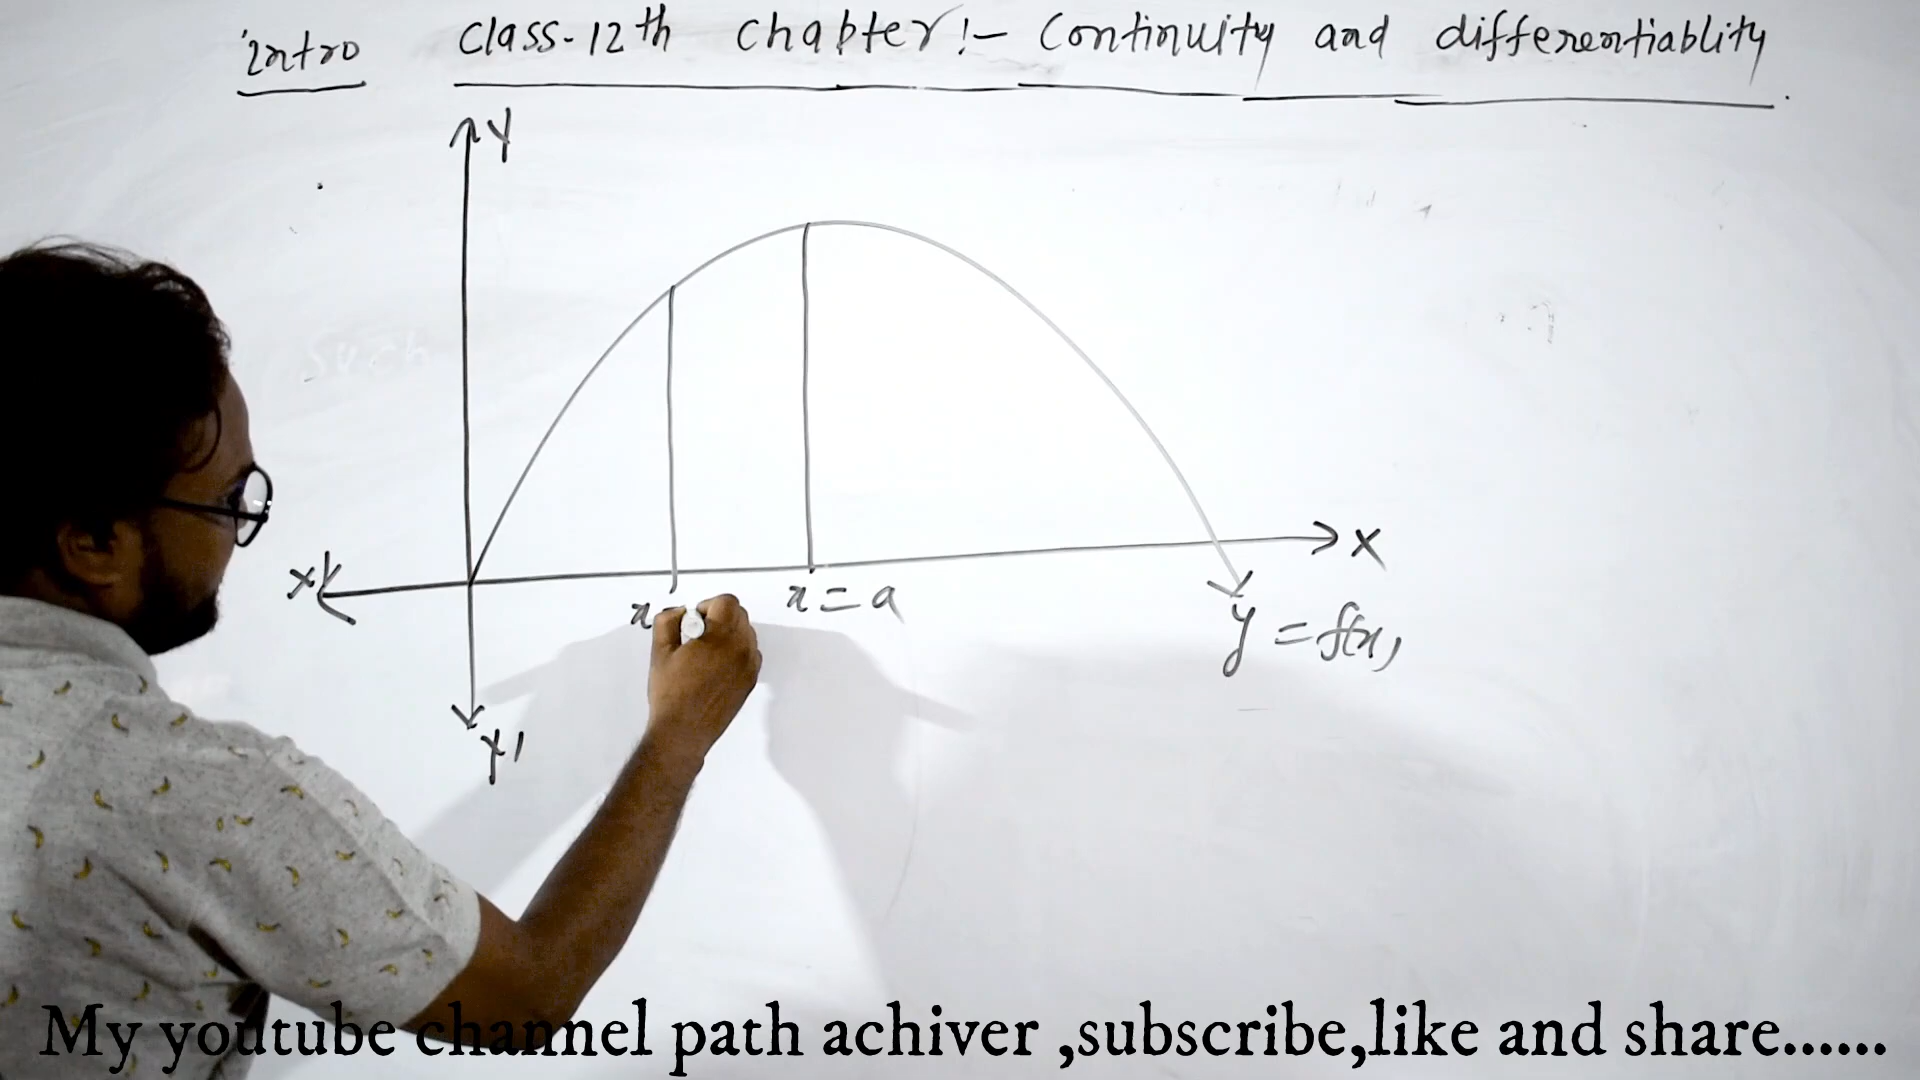 Intro Class-12th Chapter:- Continuity and differentiablity
Y
X' X
x= x=a
y=f(x)
Y'
My youtube channel path achiver ,subscribe,like and share......